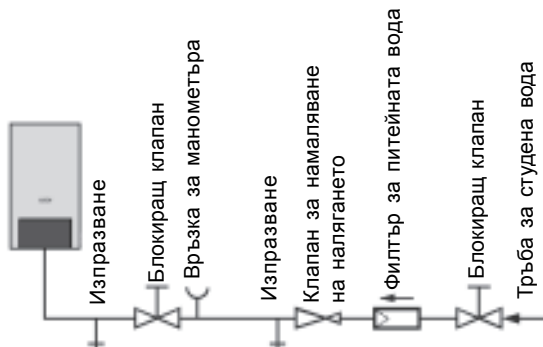 Изпразване
Блокиращ клапан
Връзка за манометъра
Изпразване
Клапан за намаляване
на налягането
Филтър за питейната вода
Блокиращ клапан
Тръба за студена вода